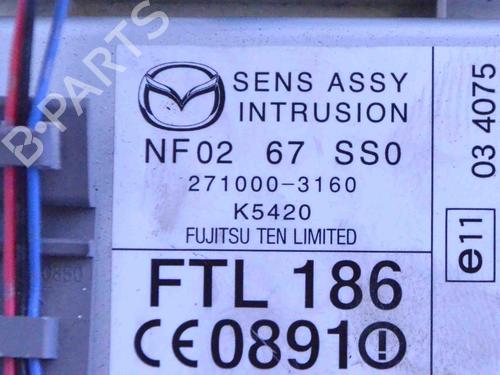 SENS ASSY
INTRUSION
NF02 67 SS0
271000-3160
K5420
FUJITSU TEN LIMITED
FTL 186
CE0891
e11
03 4075
B-PARTS